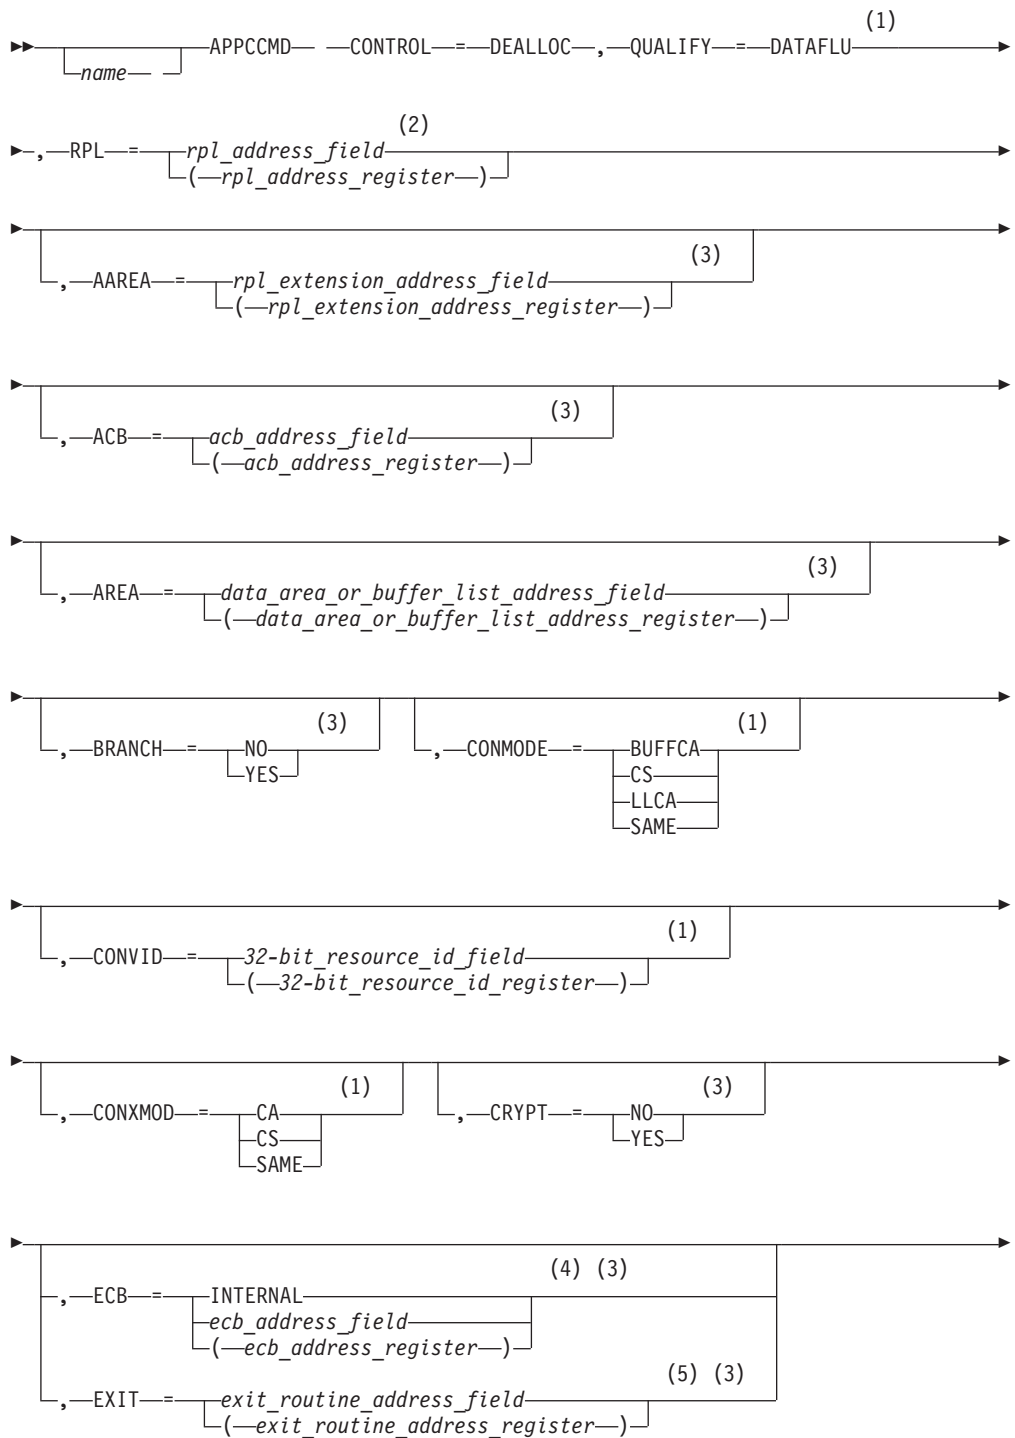 (1)
APPCCMD CONTROL = DEALLOC , QUALIFY = DATAFLU
name
(2)
, RPL = rpl_address_field
( rpl_address_register )
(3)
, AAREA = rpl_extension_address_field
( rpl_extension_address_register )
(3)
, ACB = acb_address_field
( acb_address_register )
(3)
, AREA = data_area_or_buffer_list_address_field
( data_area_or_buffer_list_address_register )
(3) (1)
, BRANCH = NO , CONMODE = BUFFCA
YES CS
LLCA
SAME
(1)
, CONVID = 32-bit_resource_id_field
( 32-bit_resource_id_register )
(1) (3)
, CONXMOD = CA , CRYPT = NO
CS YES
SAME
(4) (3)
, ECB = INTERNAL
ecb_address_field
( ecb_address_register )
(5) (3)
, EXIT = exit_routine_address_field
( exit_routine_address_register )